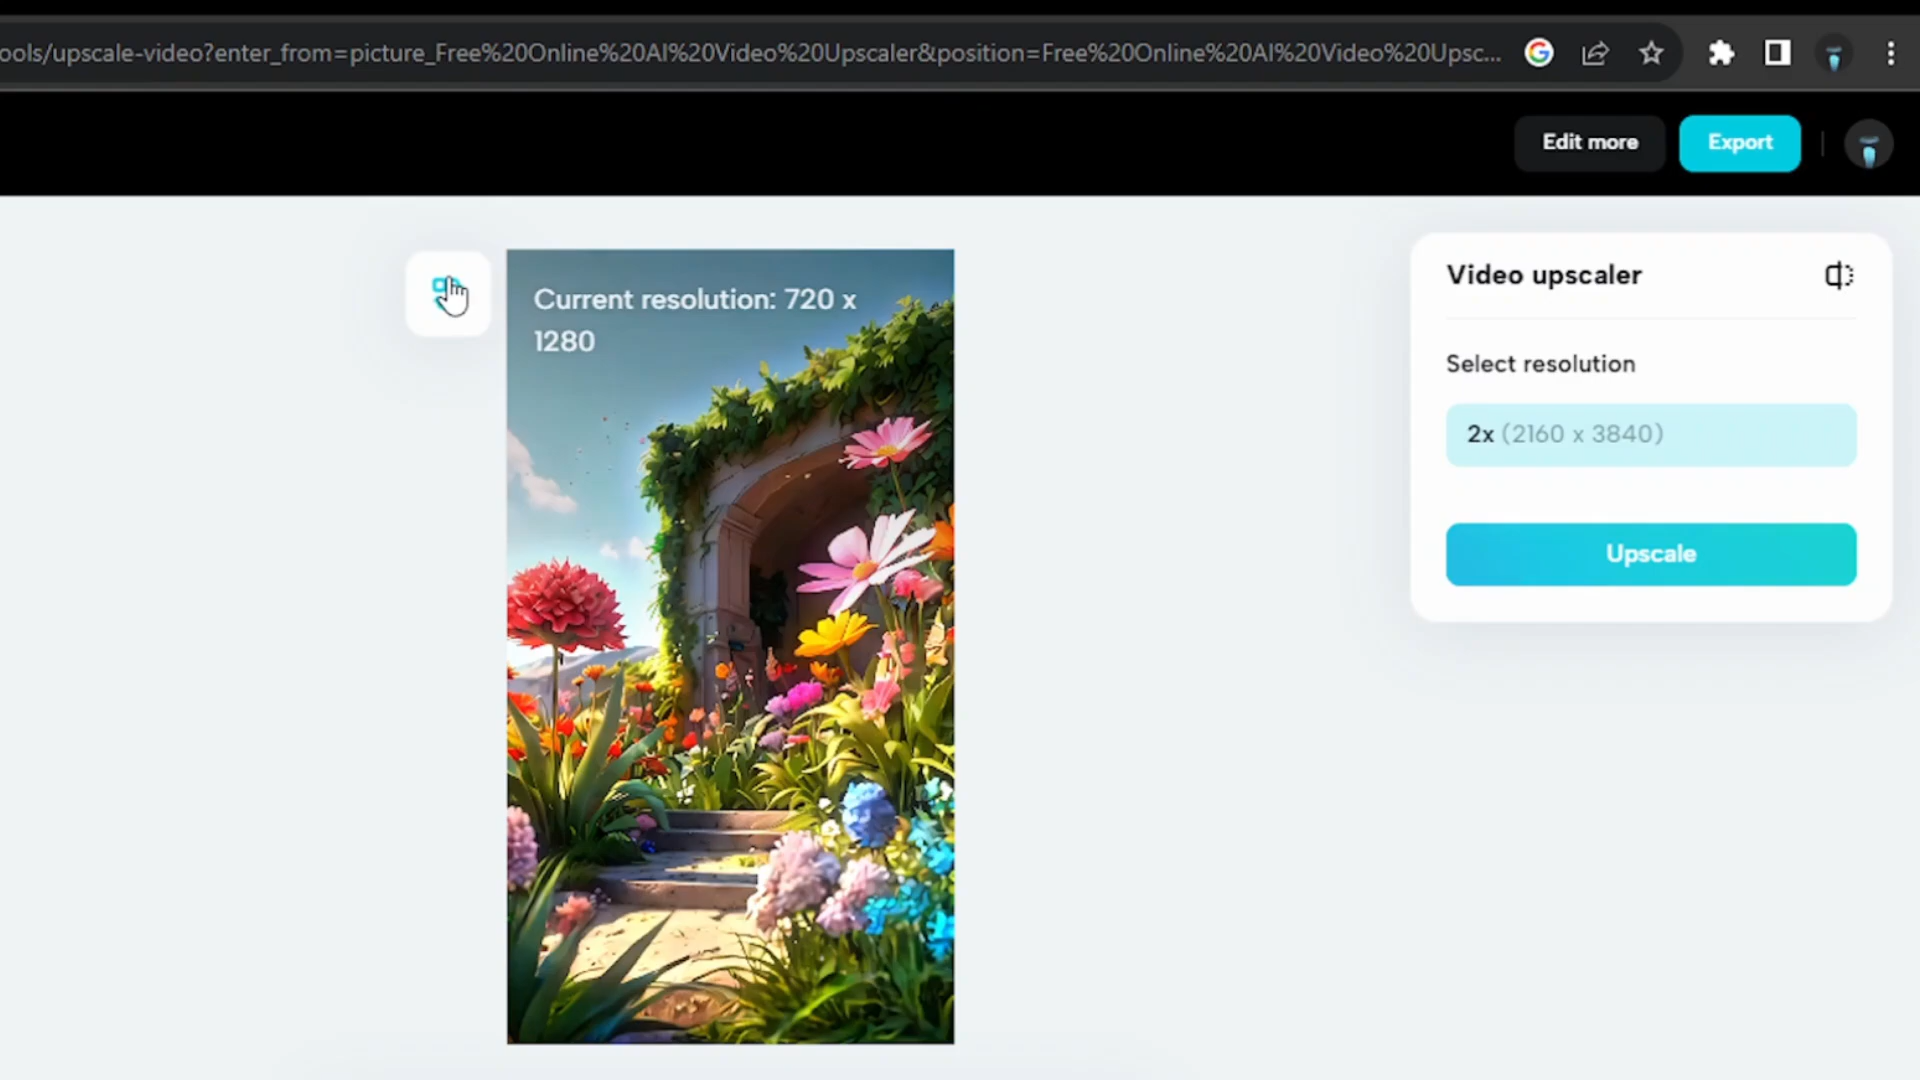 ools/upscale-video?enter_from=picture_Free%20Online%20AI%20Video%20Upscaler&position=Free%20Online%20AI%20Video%20Upsc...
Edit more
Export
Current resolution: 720 x
1280
Video upscaler
Select resolution
2x (2160 x 3840)
Upscale